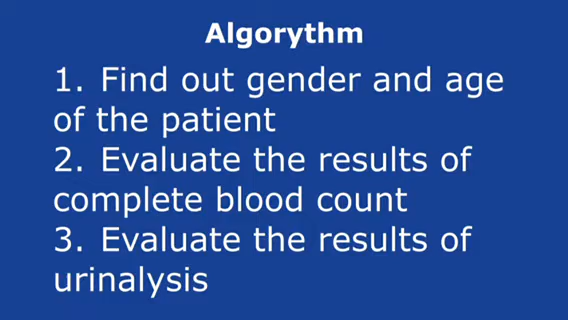 Algorythm
1. Find out gender and age
of the patient
2. Evaluate the results of
complete blood count
3. Evaluate the results of
urinalysis